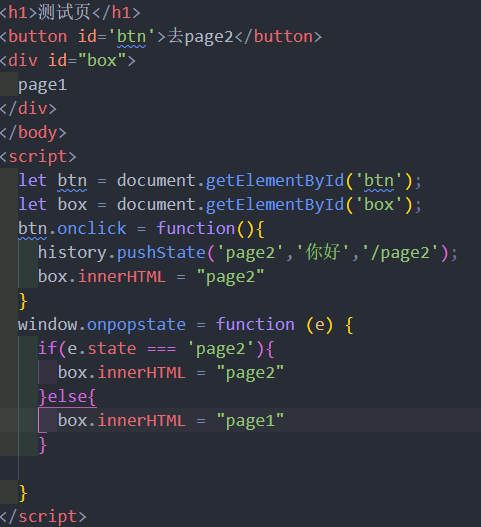 <h1>测试页</h1>
<button id='btn'>去page2</button>
<div id="box">
  page1
</div>
</body>
<script>
  let btn = document.getElementById('btn');
  let box = document.getElementById('box');
  btn.onclick = function(){
    history.pushState('page2','你好','/page2');
    box.innerHTML = "page2"
  }
  window.onpopstate = function (e) {
    if(e.state === 'page2'){
      box.innerHTML = "page2"
    }else{
      box.innerHTML = "page1"
    }

  }
</script>